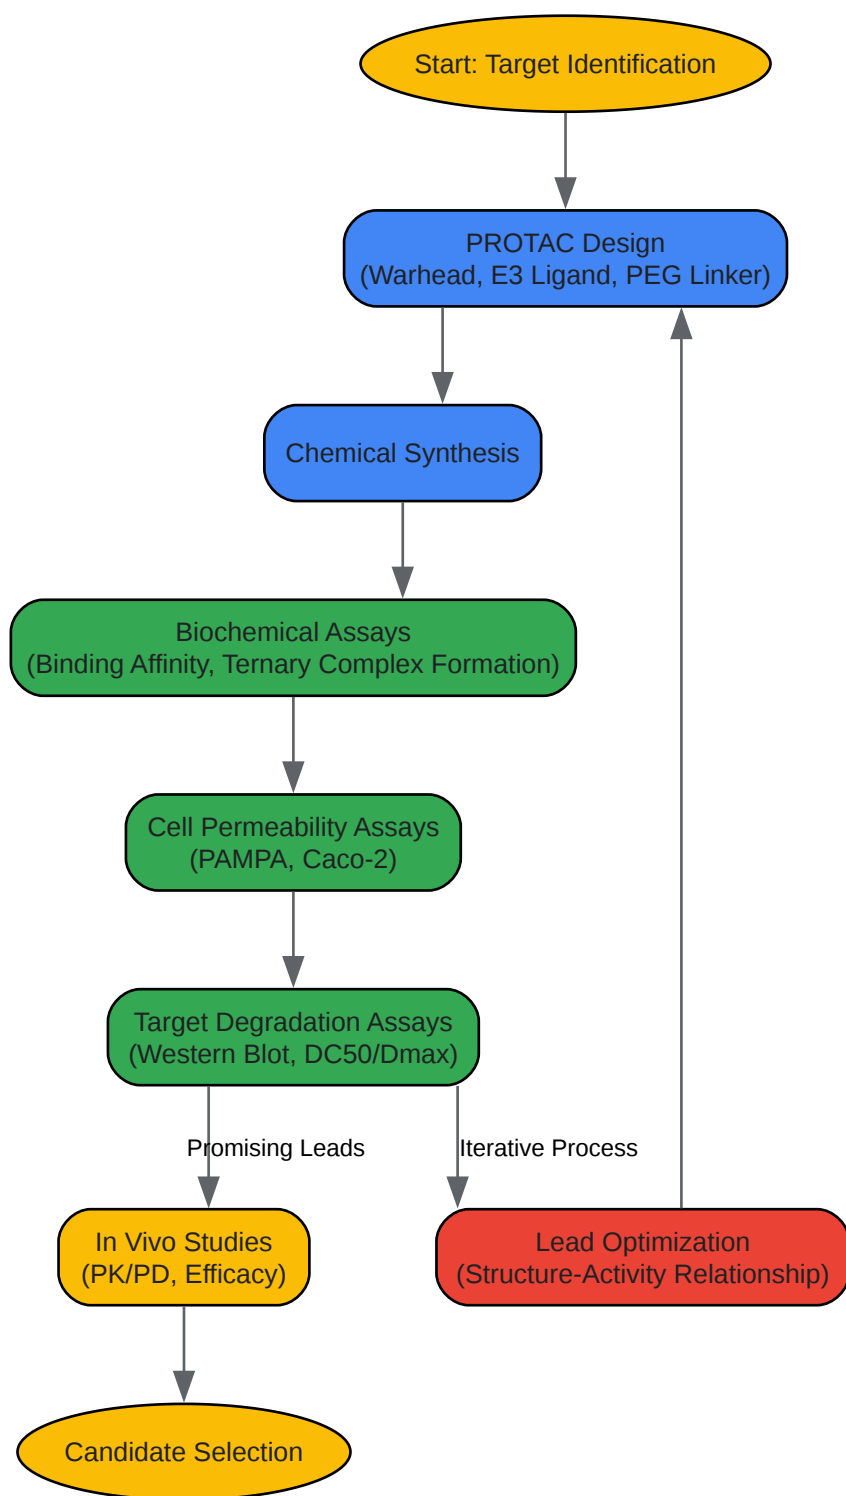 Start: Target Identification
PROTAC Design
(Warhead, E3 Ligand, PEG Linker)
Chemical Synthesis
Biochemical Assays
(Binding Affinity, Ternary Complex Formation)
Cell Permeability Assays
(PAMPA, Caco-2)
Target Degradation Assays
(Western Blot, DC50/Dmax)
Promising Leads
Iterative Process
In Vivo Studies
(PK/PD, Efficacy)
Lead Optimization
(Structure-Activity Relationship)
Candidate Selection